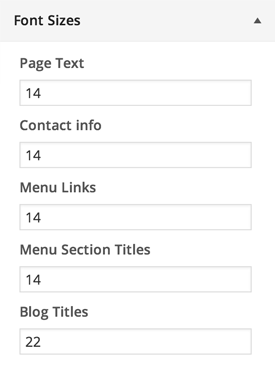 Font Sizes
Page Text
14
Contact info
14
Menu Links
14
Menu Section Titles
14
Blog Titles
22